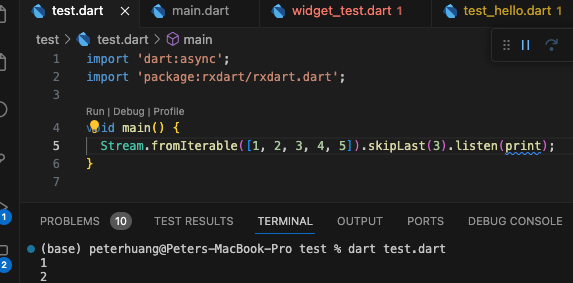 test.dart
main.dart
widget_test.dart 1
test_hello.dart 1
test > test.dart > main
1 import 'dart:async';
2 import 'package:rxdart/rxdart.dart';
3
Run | Debug | Profile
4 void main() {
5 Stream.fromIterable([1, 2, 3, 4, 5]).skipLast(3).listen(print);
6 }
7
PROBLEMS 10 TEST RESULTS TERMINAL OUTPUT PORTS DEBUG CONSOLE
(base) peterhuang@Peters-MacBook-Pro test % dart test.dart
1
1
2
2